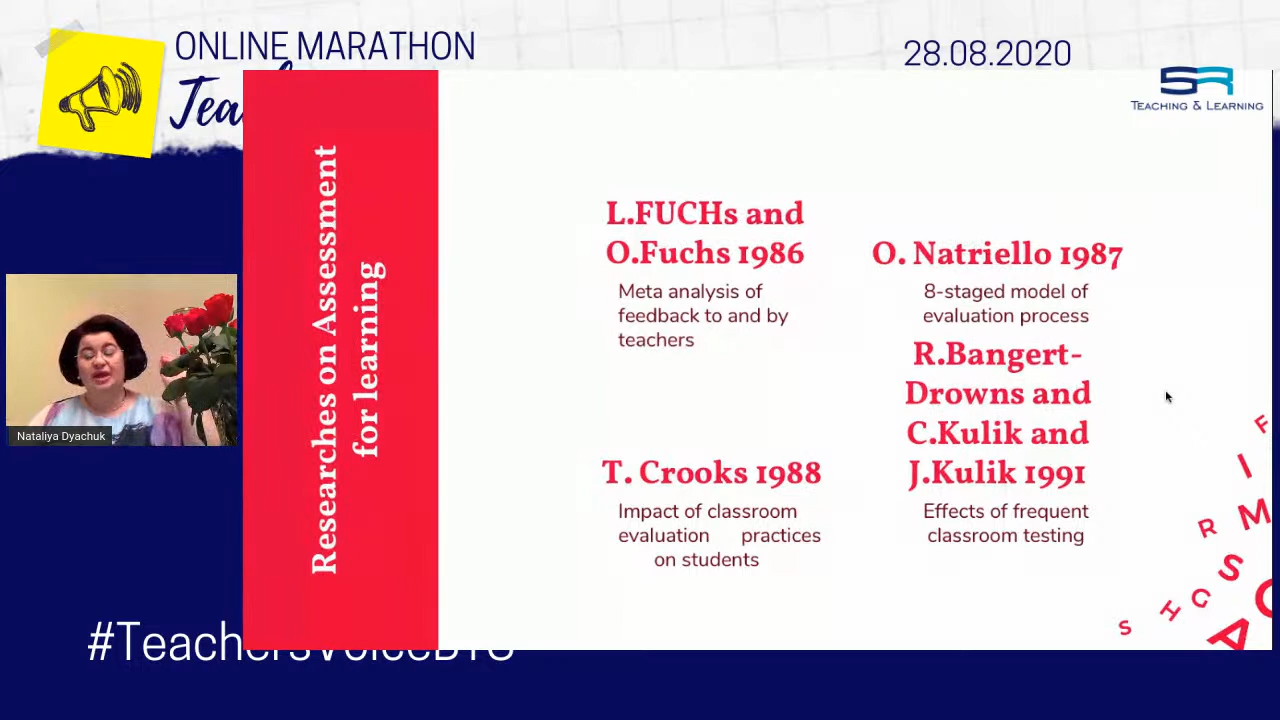 ONLINE MARATHON
28.08.2020
SR
TEACHING & LEARNING
Researches on Assessment
for learning
L.FUCHs and
O.Fuchs 1986
Meta analysis of
feedback to and by
teachers
O. Natriello 1987
8-staged model of
evaluation process
T. Crooks 1988
Impact of classroom
evaluation practices
on students
R.Bangert-
Drowns and
C.Kulik and
J.Kulik 1991
Effects of frequent
classroom testing
Nataliya Dyachuk
F
I
M
R
S
G
H
S
A